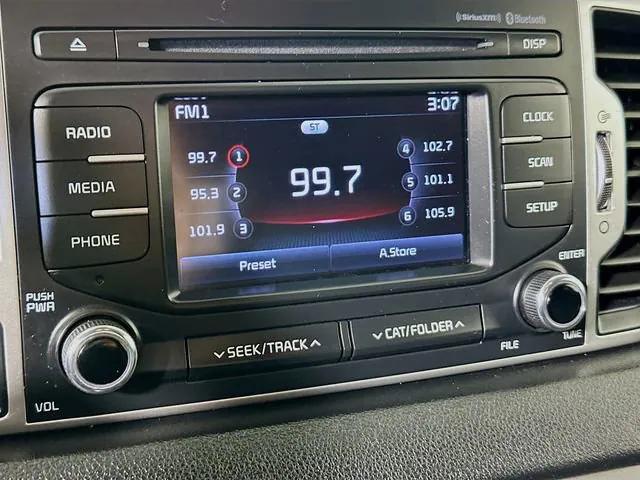 SiriusXM Bluetooth
DISP
RADIO
MEDIA
PHONE
FM1
3:07
ST
99.7 1
95.3 2
101.9 3
99.7
4 102.7
5 101.1
6 105.9
Preset
A.Store
CLOCK
SCAN
SETUP
PUSH
PWR
VOL
SEEK/TRACK
CAT/FOLDER
ENTER
FILE
TUNE